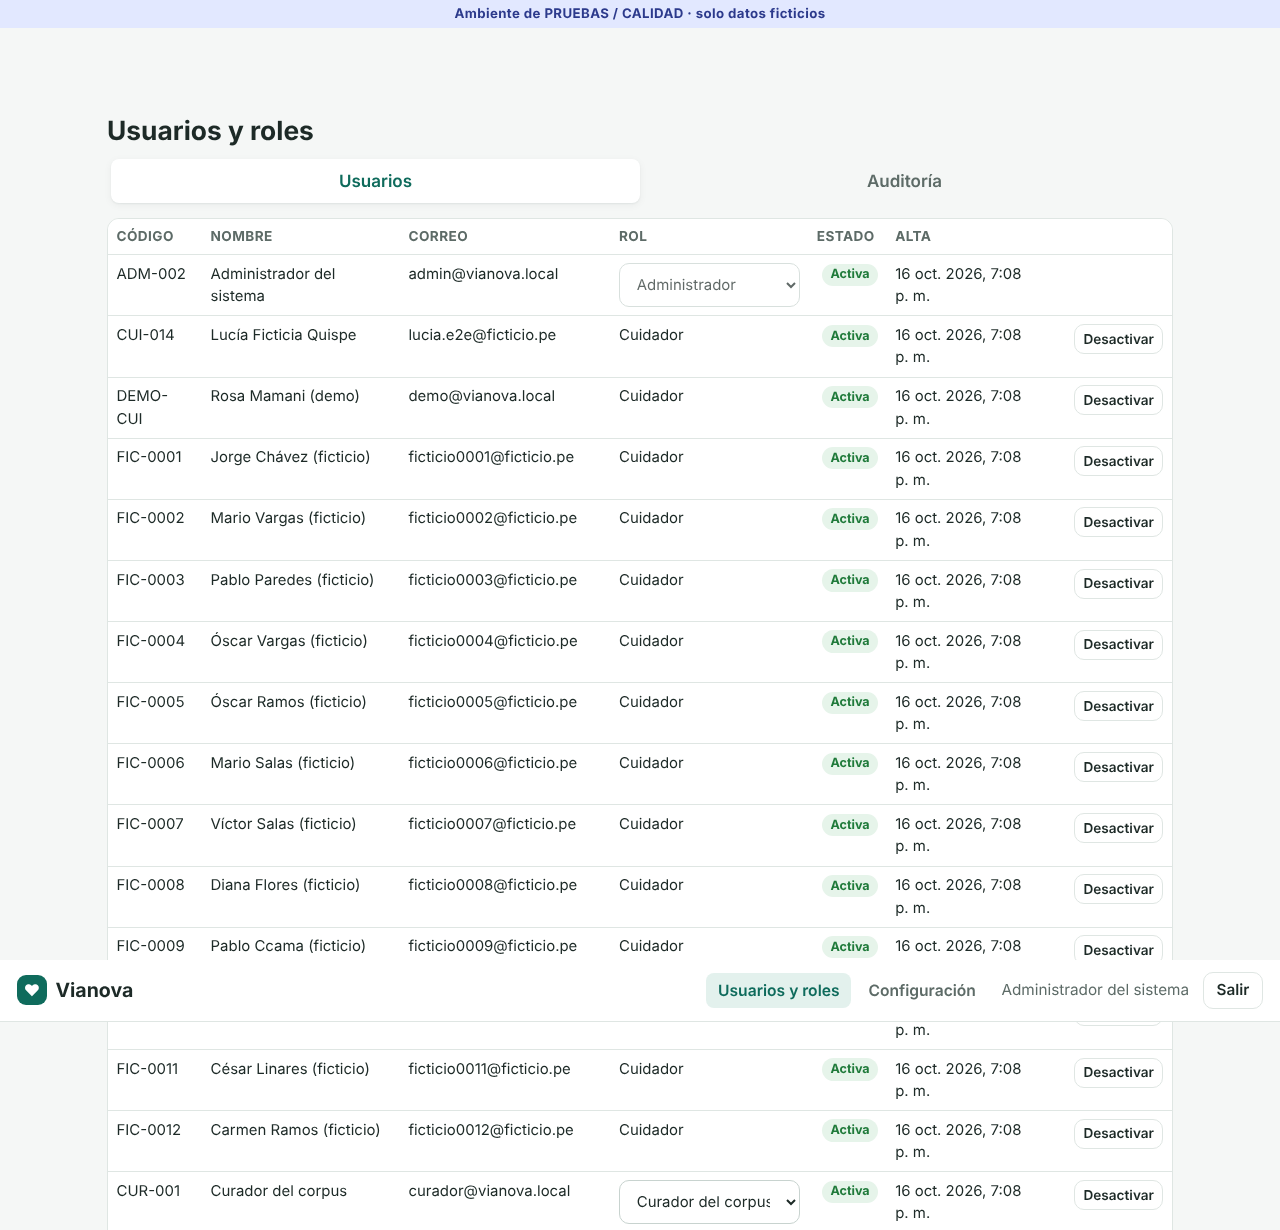 Ambiente de PRUEBAS / CALIDAD · solo datos ficticios
Usuarios y roles
Usuarios Auditoría
CÓDIGO NOMBRE CORREO ROL ESTADO ALTA
ADM-002 Administrador del sistema admin@vianova.local Administrador Activa 16 oct. 2026, 7:08 p. m.
CUI-014 Lucía Ficticia Quispe lucia.e2e@ficticio.pe Cuidador Activa 16 oct. 2026, 7:08 p. m. Desactivar
DEMO-CUI Rosa Mamani (demo) demo@vianova.local Cuidador Activa 16 oct. 2026, 7:08 p. m. Desactivar
FIC-0001 Jorge Chávez (ficticio) ficticio0001@ficticio.pe Cuidador Activa 16 oct. 2026, 7:08 p. m. Desactivar
FIC-0002 Mario Vargas (ficticio) ficticio0002@ficticio.pe Cuidador Activa 16 oct. 2026, 7:08 p. m. Desactivar
FIC-0003 Pablo Paredes (ficticio) ficticio0003@ficticio.pe Cuidador Activa 16 oct. 2026, 7:08 p. m. Desactivar
FIC-0004 Óscar Vargas (ficticio) ficticio0004@ficticio.pe Cuidador Activa 16 oct. 2026, 7:08 p. m. Desactivar
FIC-0005 Óscar Ramos (ficticio) ficticio0005@ficticio.pe Cuidador Activa 16 oct. 2026, 7:08 p. m. Desactivar
FIC-0006 Mario Salas (ficticio) ficticio0006@ficticio.pe Cuidador Activa 16 oct. 2026, 7:08 p. m. Desactivar
FIC-0007 Víctor Salas (ficticio) ficticio0007@ficticio.pe Cuidador Activa 16 oct. 2026, 7:08 p. m. Desactivar
FIC-0008 Diana Flores (ficticio) ficticio0008@ficticio.pe Cuidador Activa 16 oct. 2026, 7:08 p. m. Desactivar
FIC-0009 Pablo Ccama (ficticio) ficticio0009@ficticio.pe Cuidador Activa 16 oct. 2026, 7:08 Desactivar
Vianova Usuarios y roles Configuración Administrador del sistema Salir
p. m.
FIC-0011 César Linares (ficticio) ficticio0011@ficticio.pe Cuidador Activa 16 oct. 2026, 7:08 p. m. Desactivar
FIC-0012 Carmen Ramos (ficticio) ficticio0012@ficticio.pe Cuidador Activa 16 oct. 2026, 7:08 p. m. Desactivar
CUR-001 Curador del corpus curador@vianova.local Curador del corpus Activa 16 oct. 2026, 7:08 p. m. Desactivar